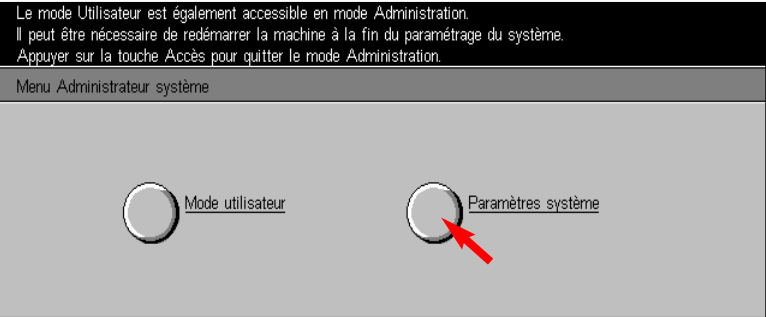 Le mode Utilisateur est également accessible en mode Administration.
Il peut être nécessaire de redémarrer la machine à la fin du paramétrage du système.
Appuyer sur la touche Accès pour quitter le mode Administration.
Menu Administrateur système
Mode utilisateur
Paramètres système